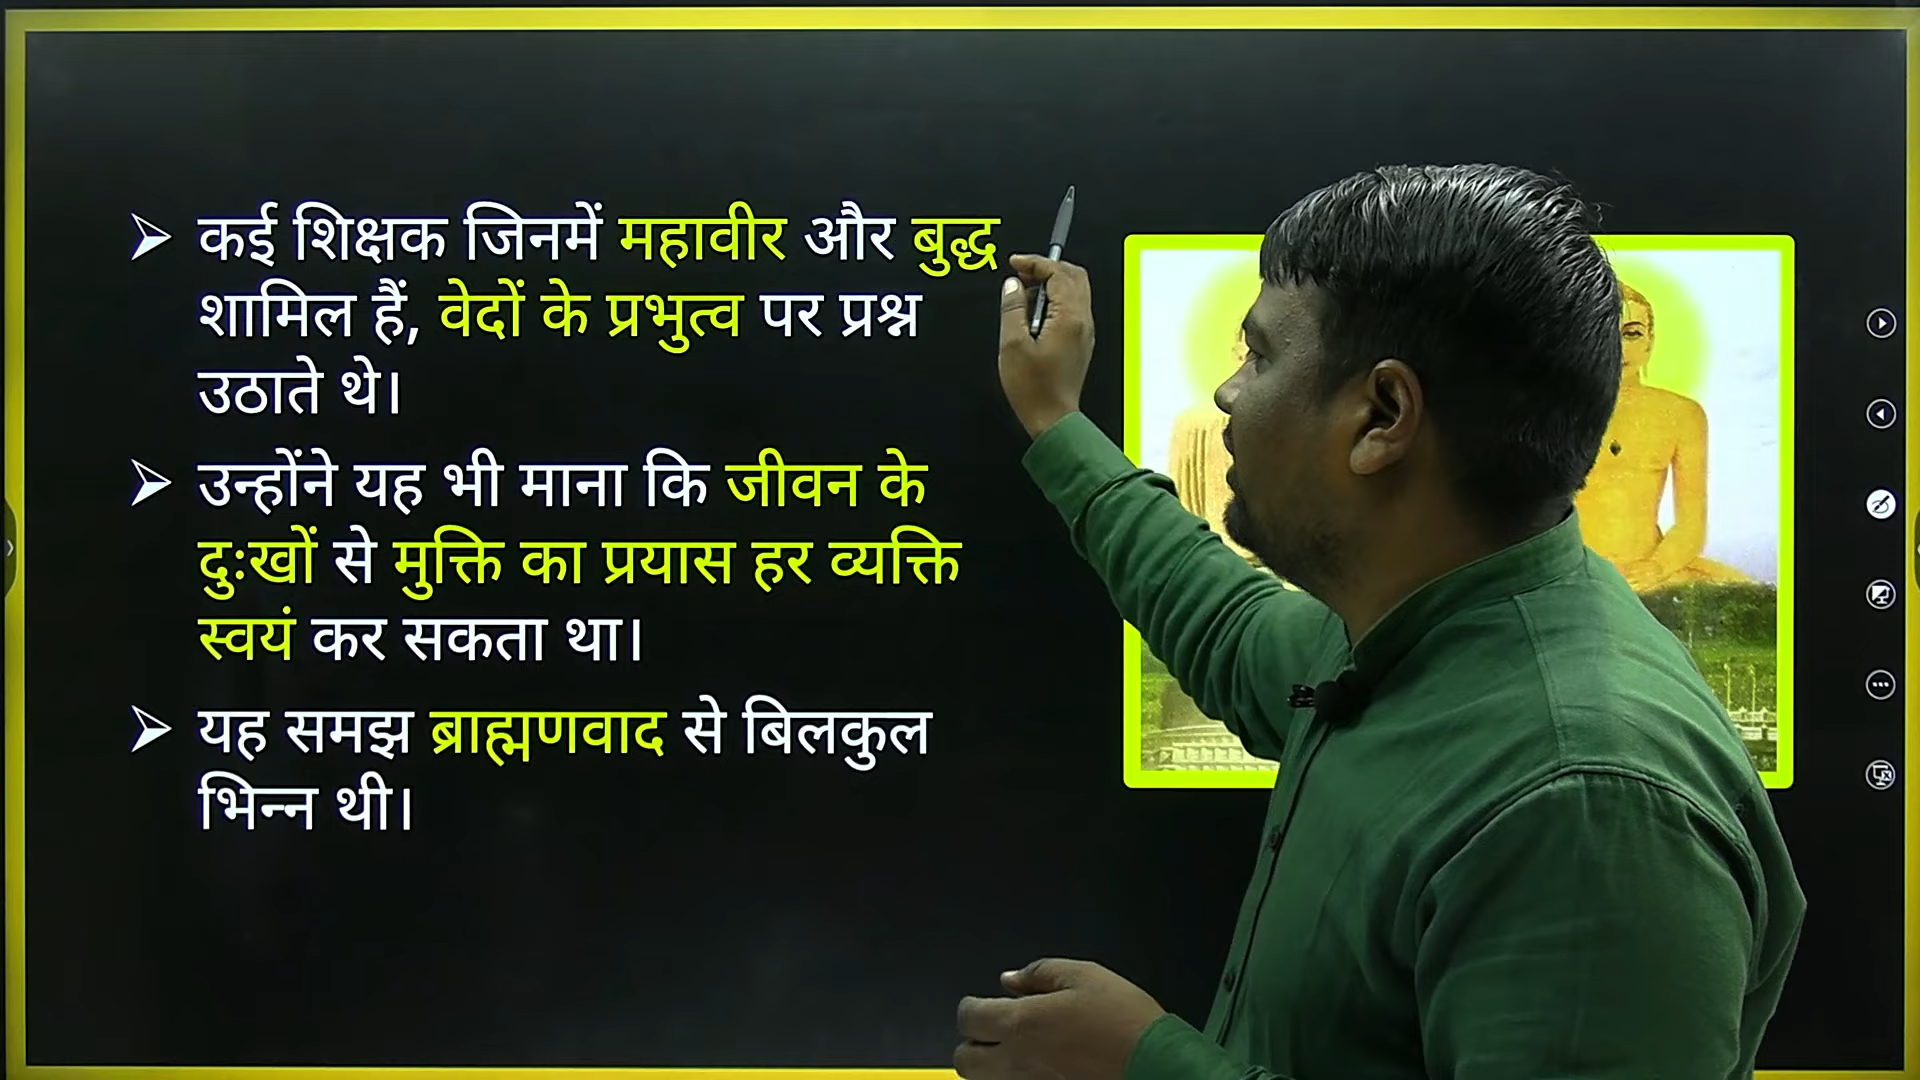 कई शिक्षक जिनमें महावीर और बुद्ध
शामिल हैं, वेदों के प्रभुत्व पर प्रश्न
उठाते थे।
उन्होंने यह भी माना कि जीवन के
दुःखों से मुक्ति का प्रयास हर व्यक्ति
स्वयं कर सकता था।
यह समझ ब्राह्मणवाद से बिलकुल
भिन्न थी।